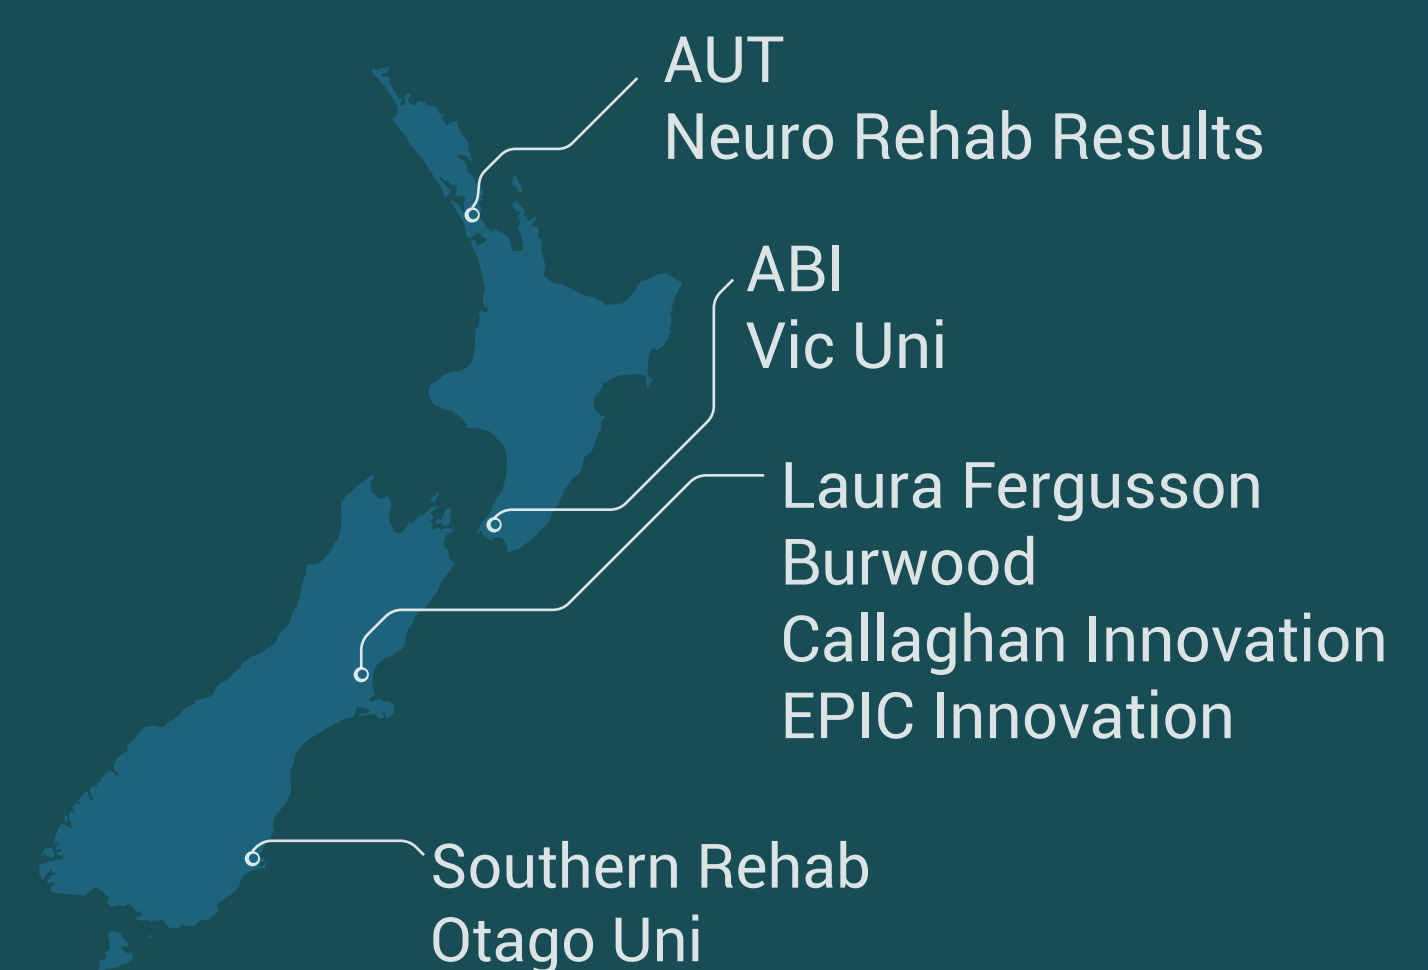 AUT
Neuro Rehab Results
ABI
Vic Uni
Laura Fergusson
Burwood
Callaghan Innovation
EPIC Innovation
Southern Rehab
Otago Uni